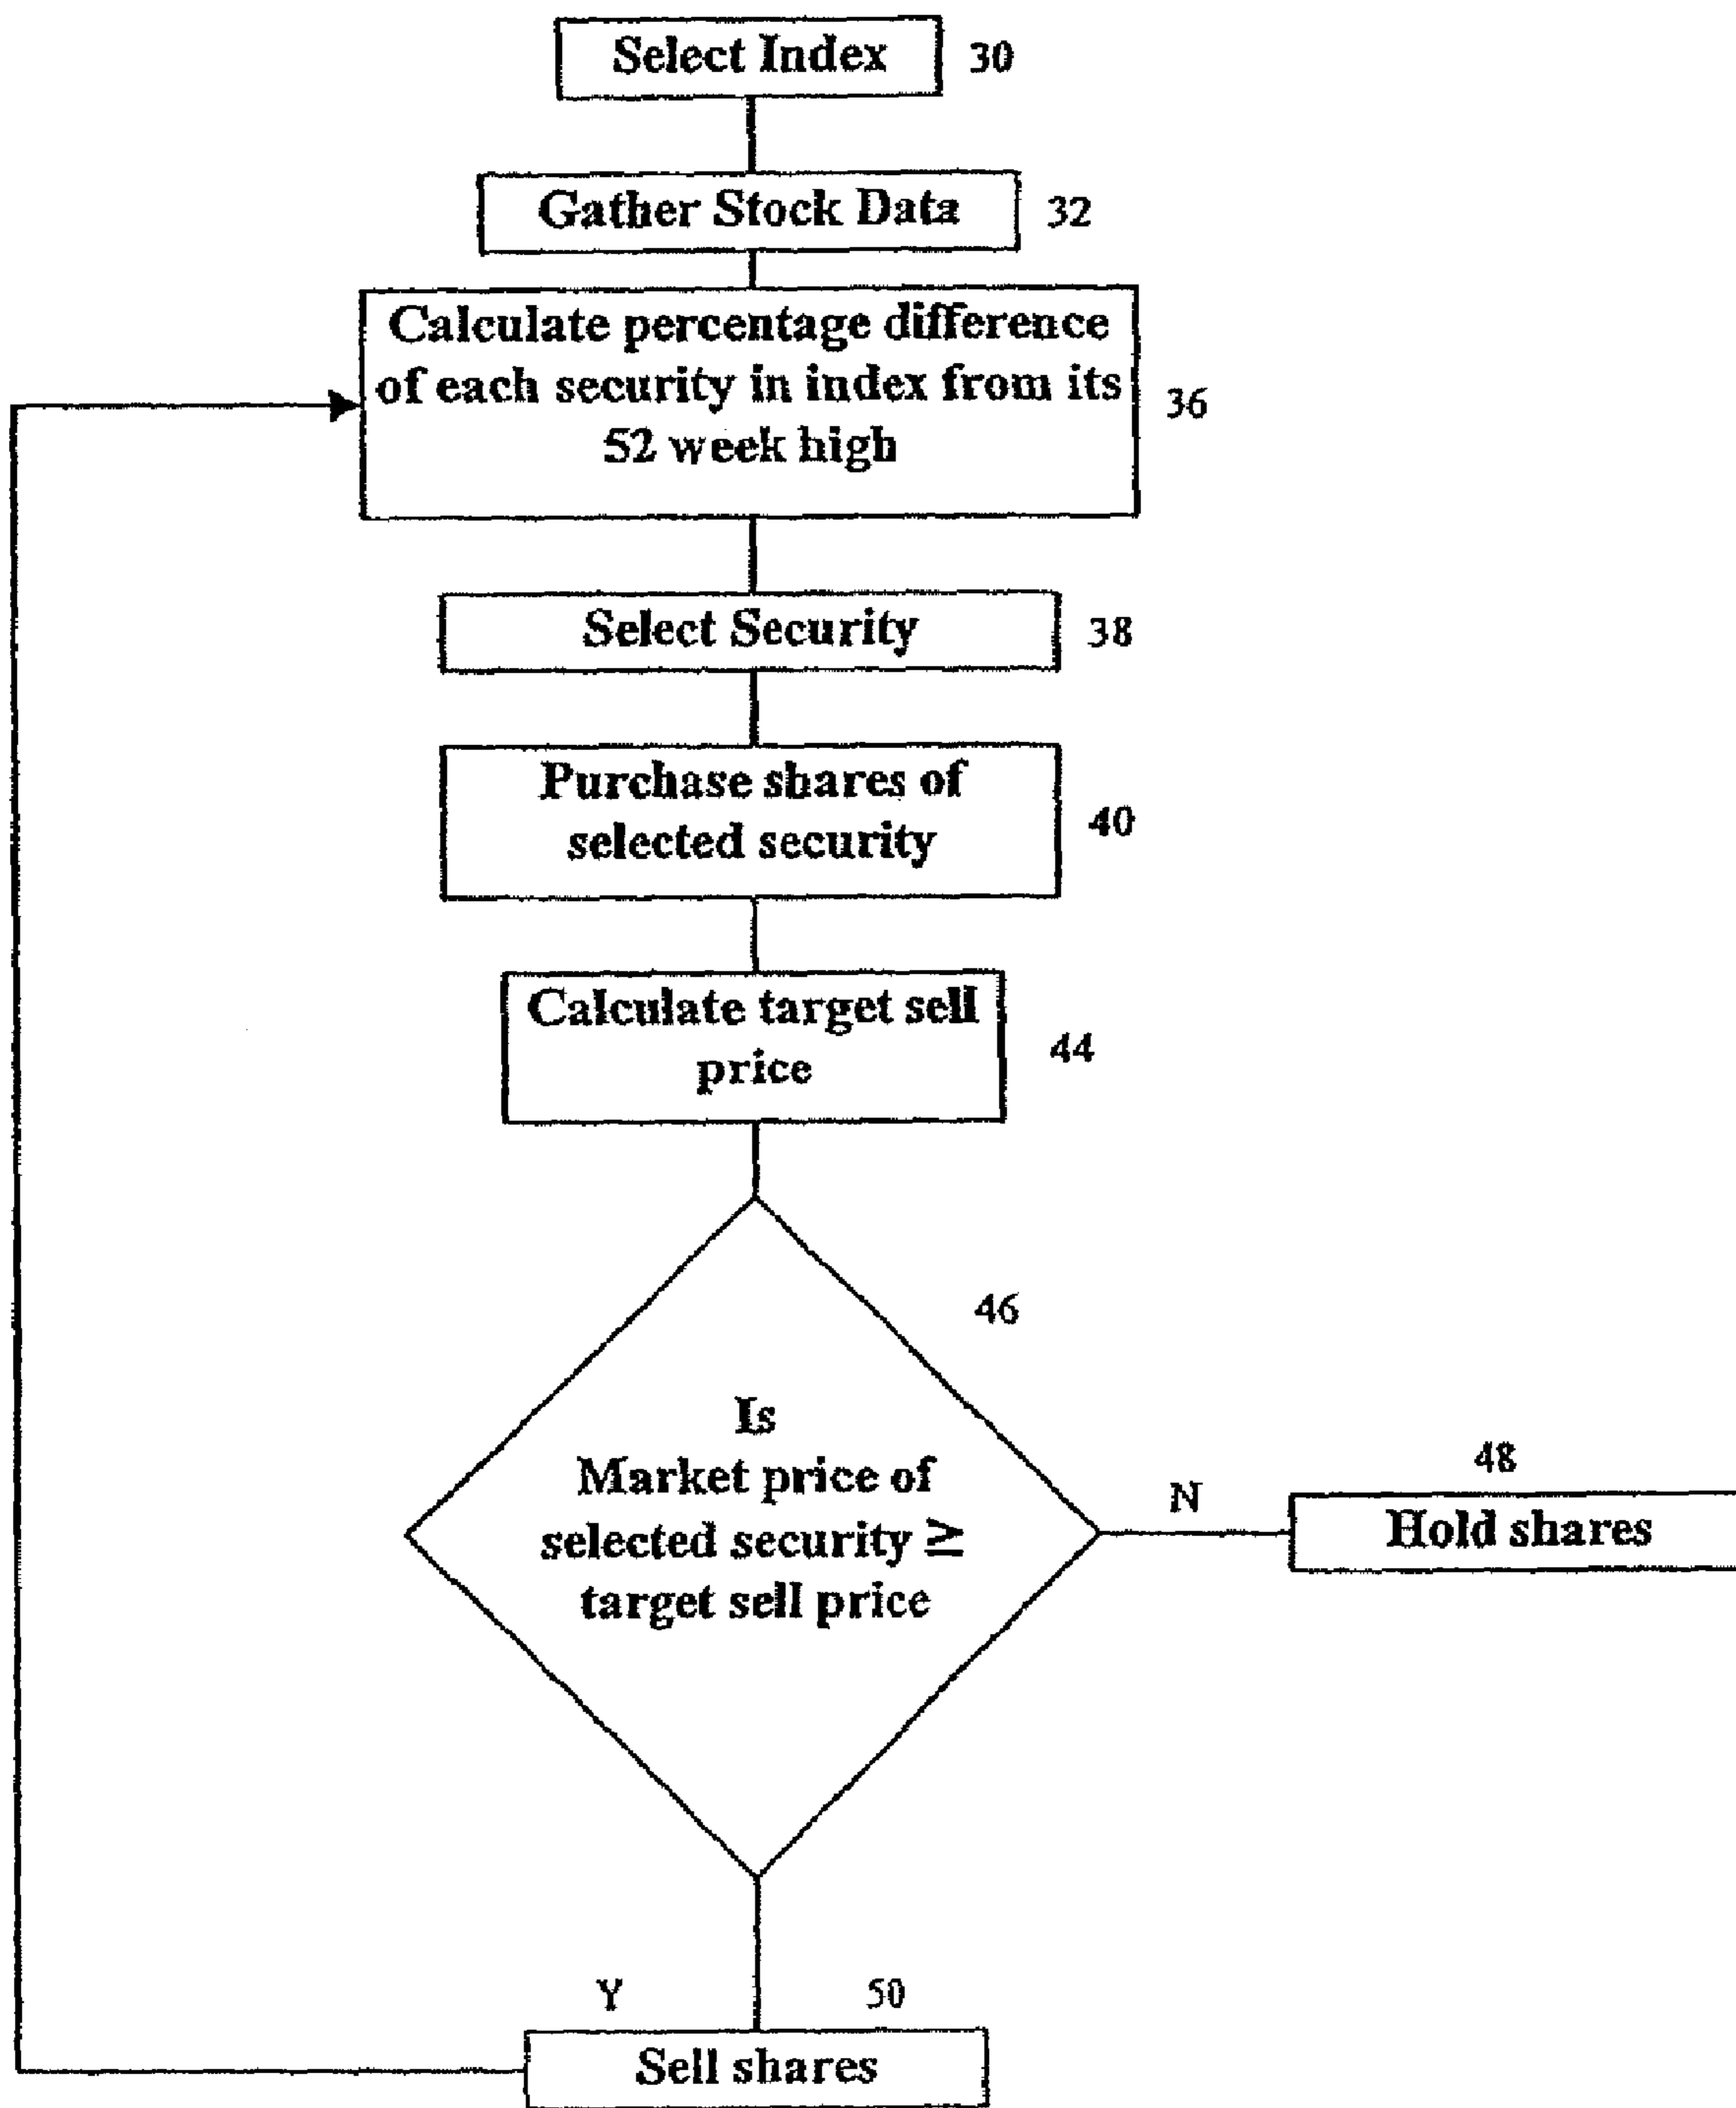 Select Index 30
Gather Stock Data 32
Calculate percentage difference
of each security in index from its
52 week high
36
Select Security 38
Purchase shares of
selected security
40
Calculate target sell
price
44
46
Is
Market price of
selected security ≥
target sell price
N
48
Hold shares
Y
50
Sell shares